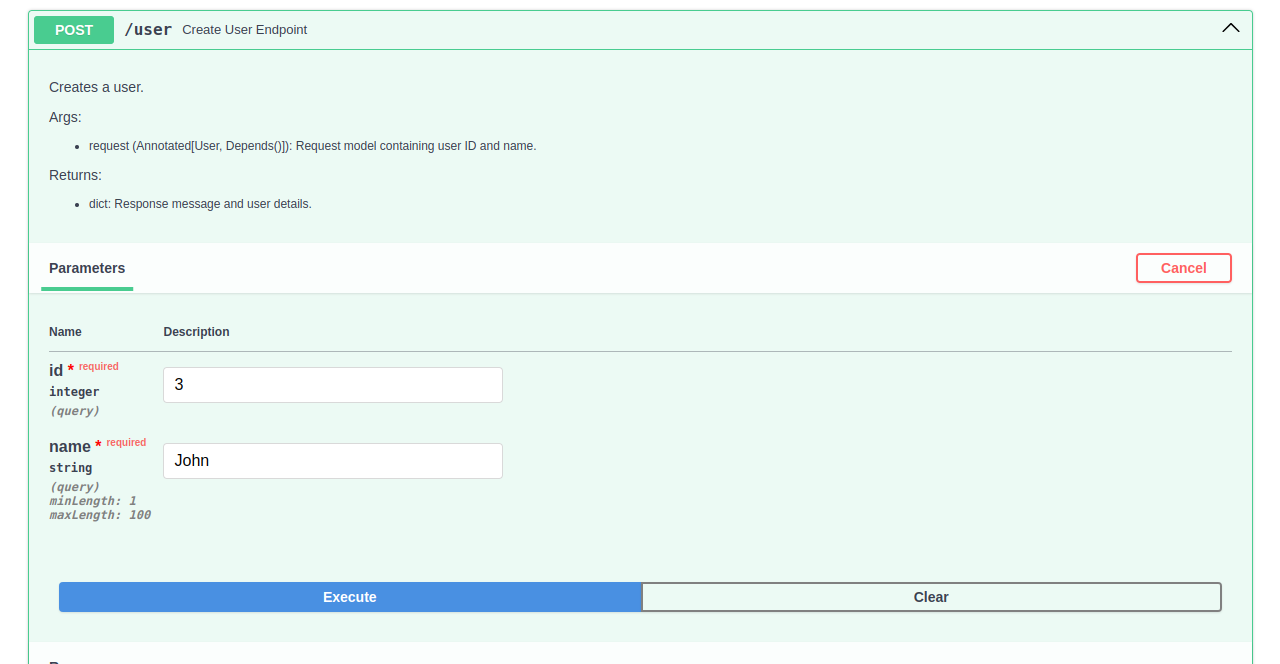 POST /user Create User Endpoint
Creates a user.
Args:
• request (Annotated[User, Depends()]): Request model containing user ID and name.
Returns:
• dict: Response message and user details.
Parameters Cancel
Name Description
id * required
integer
(query)
3
name * required
string
(query)
minLength: 1
maxLength: 100
John
Execute Clear